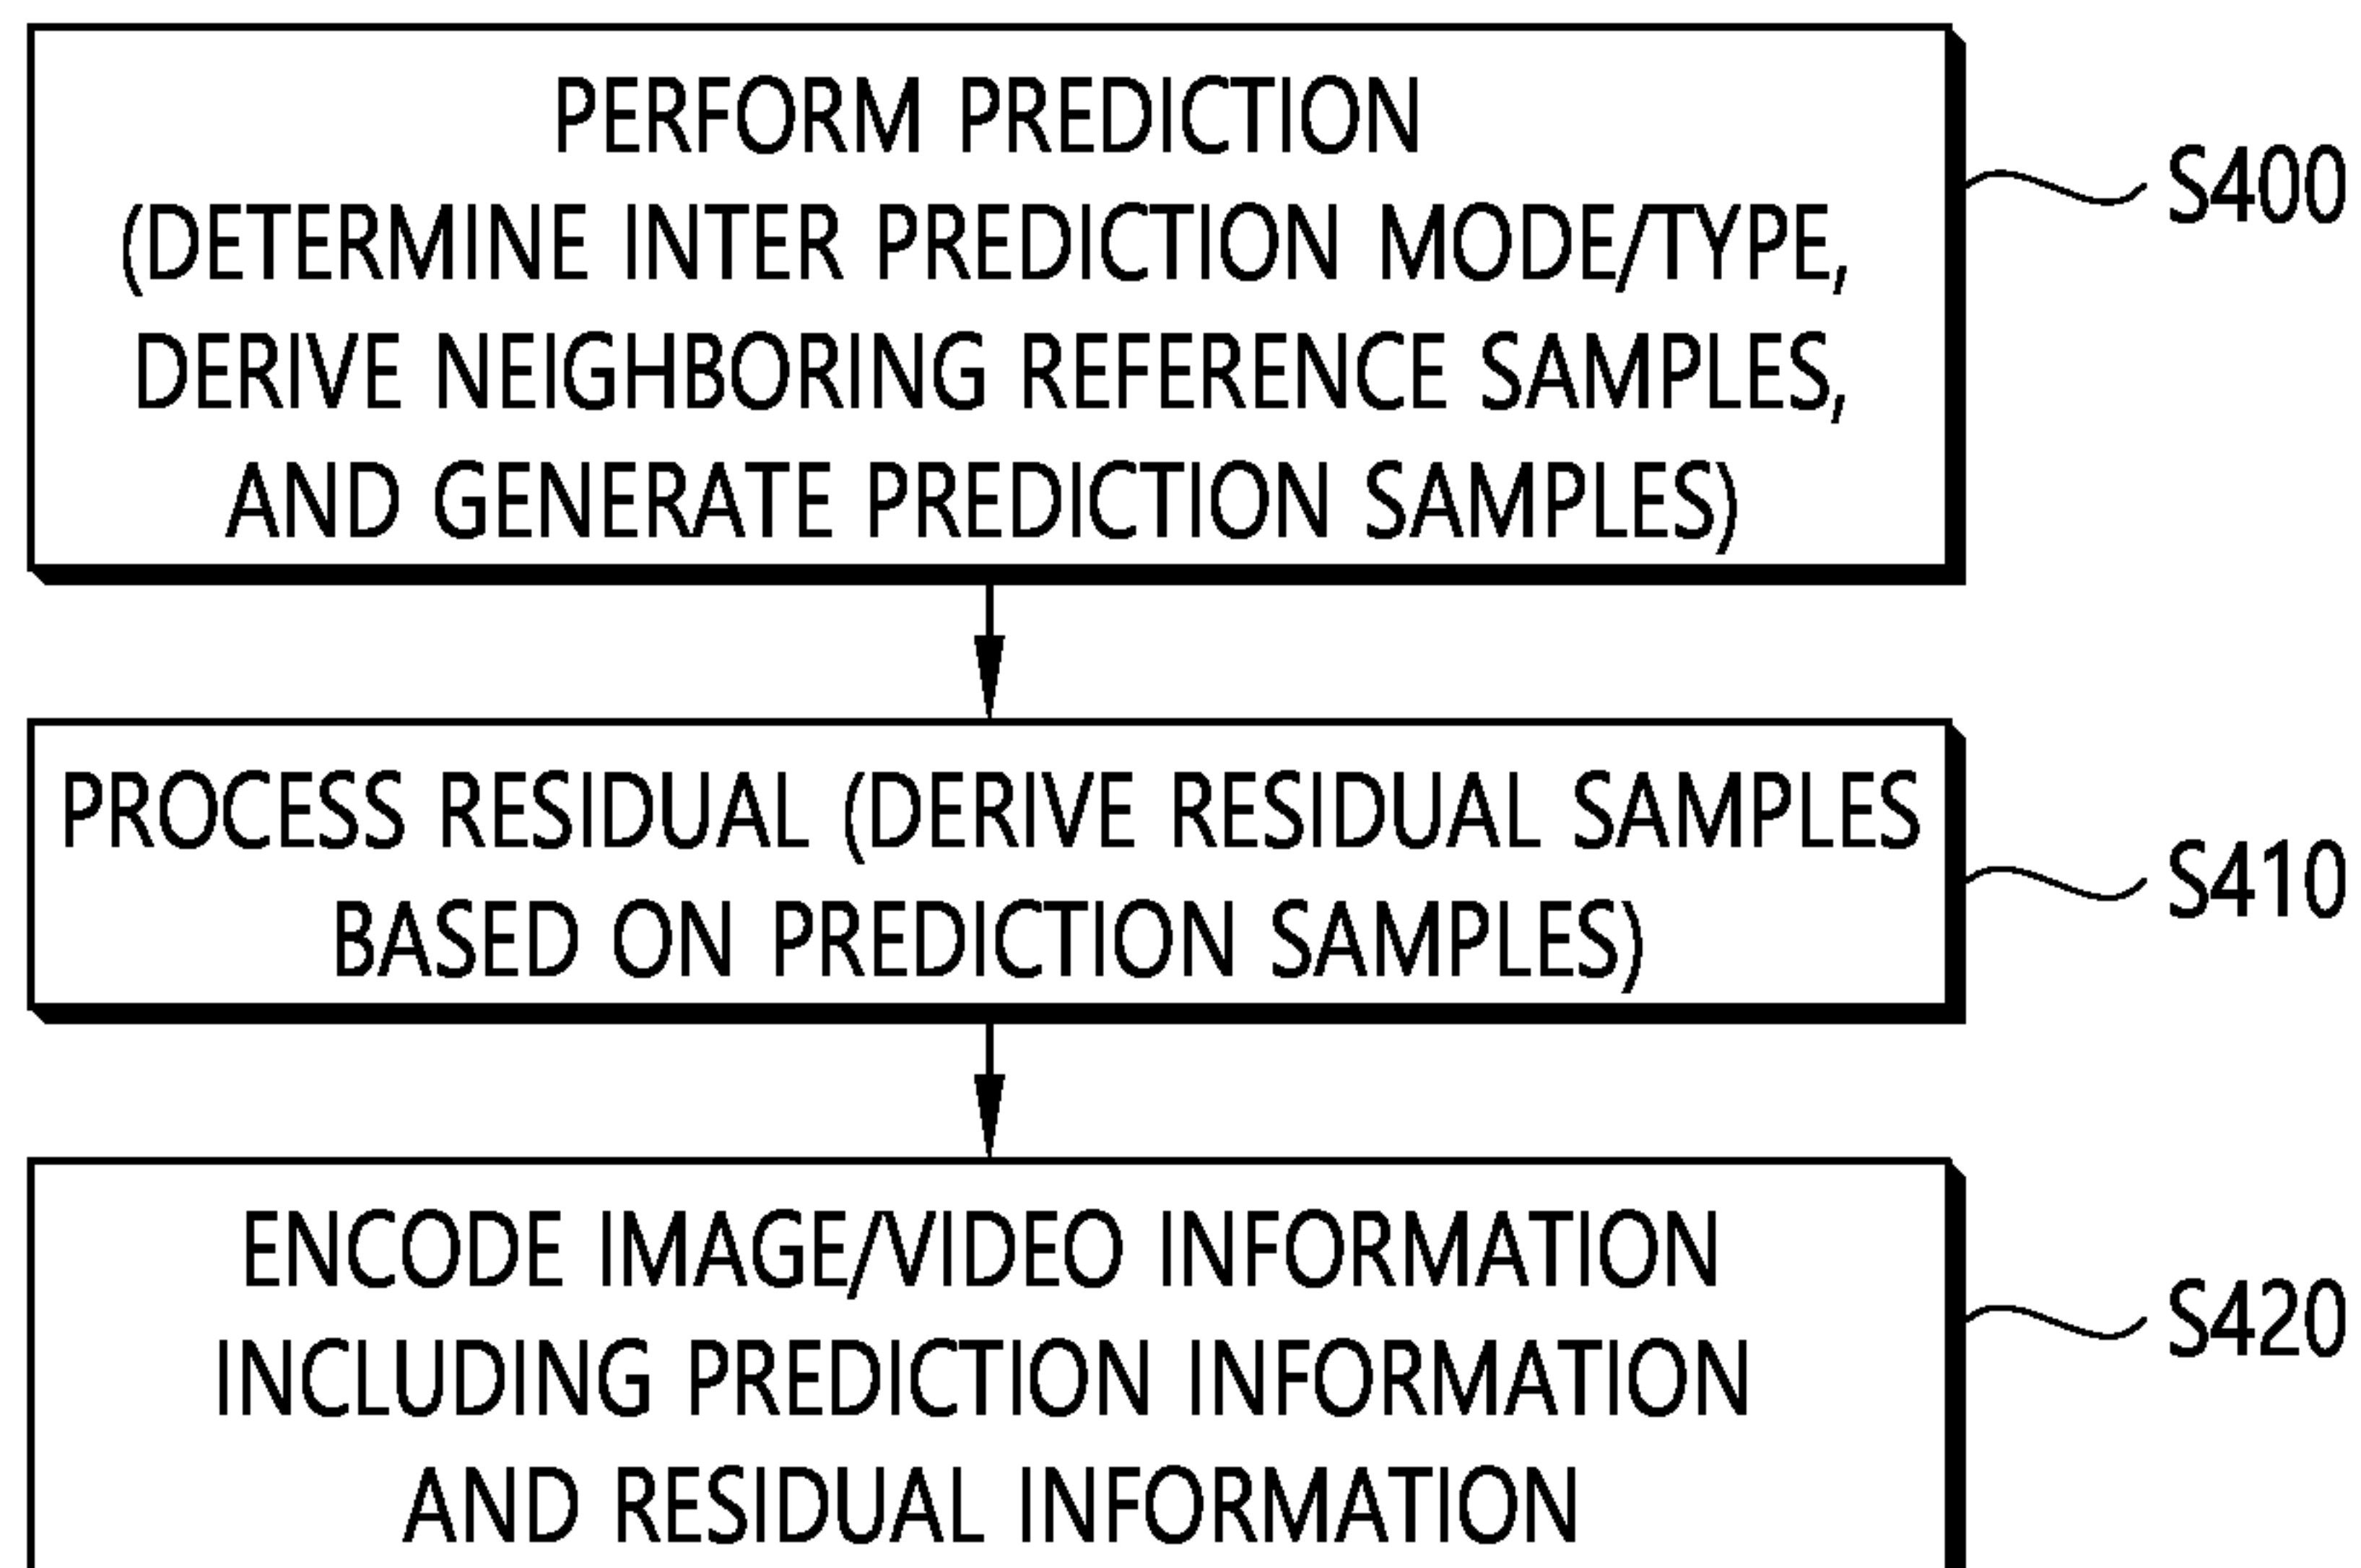 PERFORM PREDICTION
(DETERMINE INTER PREDICTION MODE/TYPE,
DERIVE NEIGHBORING REFERENCE SAMPLES,
AND GENERATE PREDICTION SAMPLES)
S400
PROCESS RESIDUAL (DERIVE RESIDUAL SAMPLES
BASED ON PREDICTION SAMPLES)
S410
ENCODE IMAGE/VIDEO INFORMATION
INCLUDING PREDICTION INFORMATION
AND RESIDUAL INFORMATION
S420